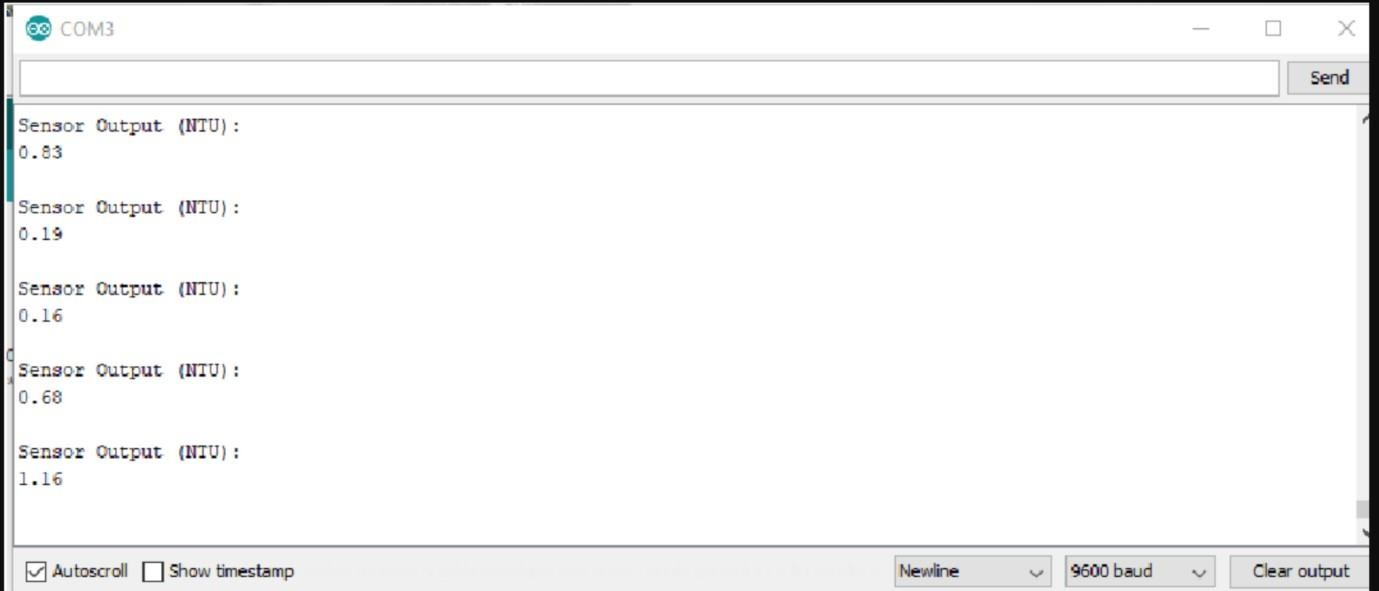 COM3
Send
Sensor Output (NTU):
0.83
Sensor Output (NTU):
0.19
Sensor Output (NTU):
0.16
Sensor Output (NTU):
0.68
Sensor Output (NTU):
1.16
Autoscroll Show timestamp Newline 9600 baud Clear output